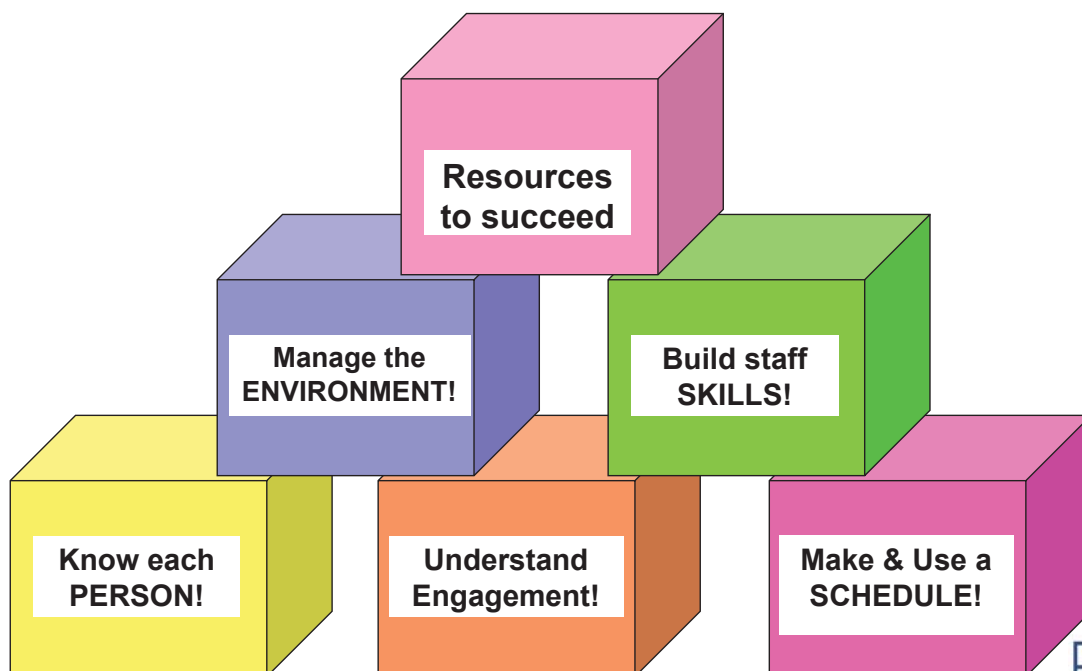 Resources
to succeed
Manage the
ENVIRONMENT!
Build staff
SKILLS!
Know each
PERSON!
Understand
Engagement!
Make & Use a
SCHEDULE!